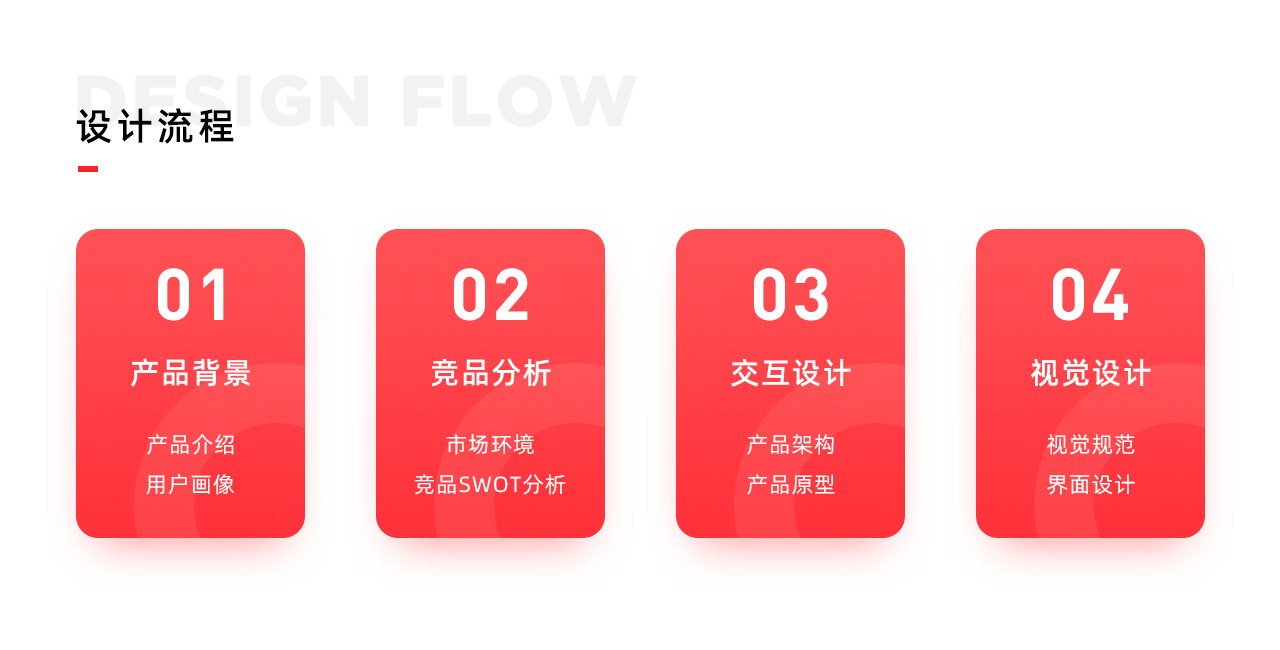 DESIGN FLOW
设计流程
01
产品背景
产品介绍
用户画像
02
竞品分析
市场环境
竞品SWOT分析
03
交互设计
产品架构
产品原型
04
视觉设计
视觉规范
界面设计